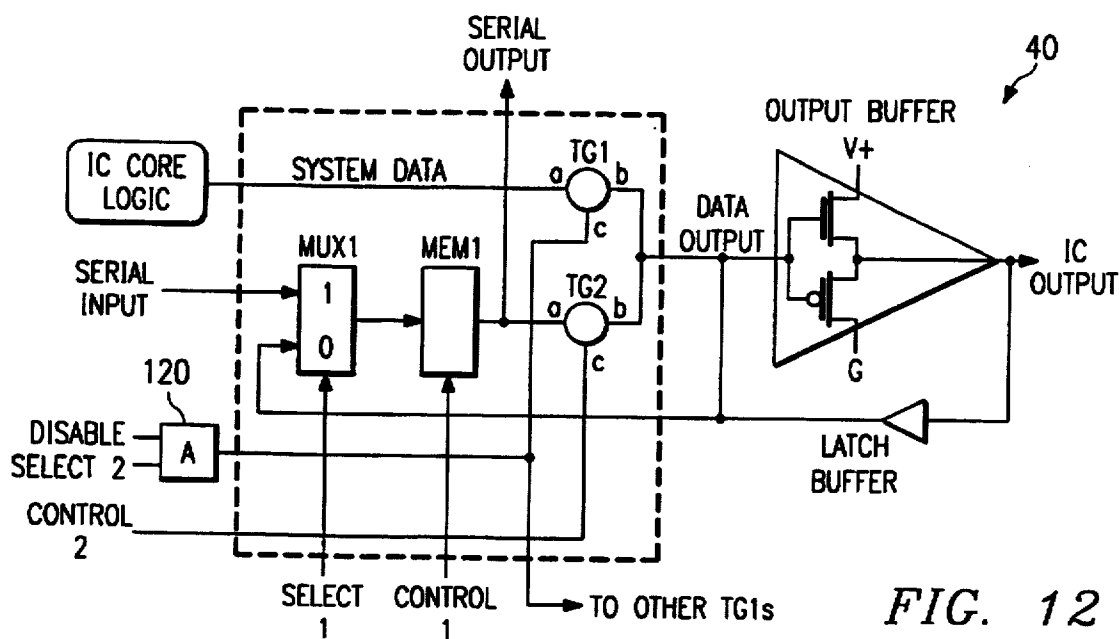 SERIAL
OUTPUT
40
OUTPUT BUFFER
V+
IC CORE
LOGIC
SYSTEM DATA
TG1
a
b
c
DATA
OUTPUT
MUX1
MEM1
SERIAL
INPUT
1
0
TG2
a
b
c
IC
OUTPUT
G
120
DISABLE
SELECT 2
A
LATCH
BUFFER
CONTROL
2
SELECT
1
CONTROL
1
TO OTHER TG1s
FIG. 12